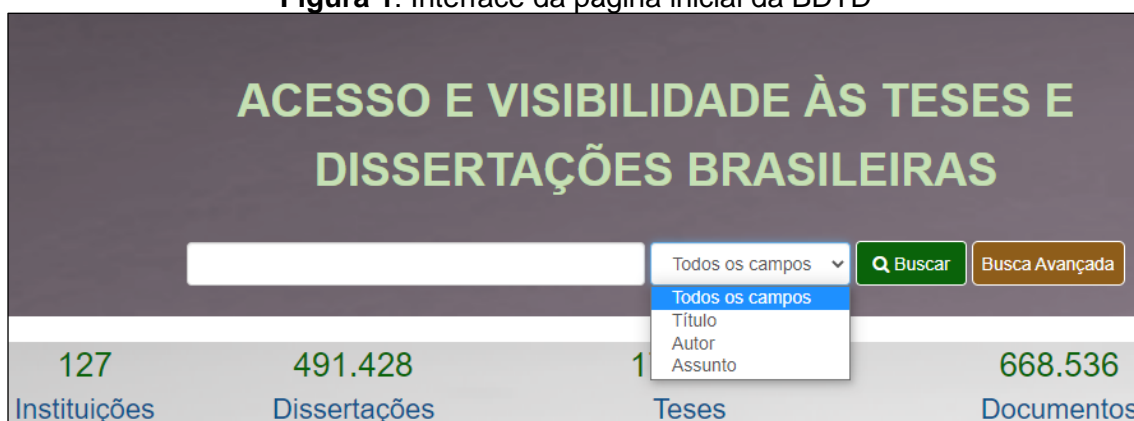 Figura 1. Interface da página inicial da BDTD
ACESSO E VISIBILIDADE ÀS TESES E
DISSERTAÇÕES BRASILEIRAS
Todos os campos Buscar Busca Avançada
Todos os campos
Título
Autor
Assunto
127 491.428 668.536
Instituições Dissertações Teses Documentos